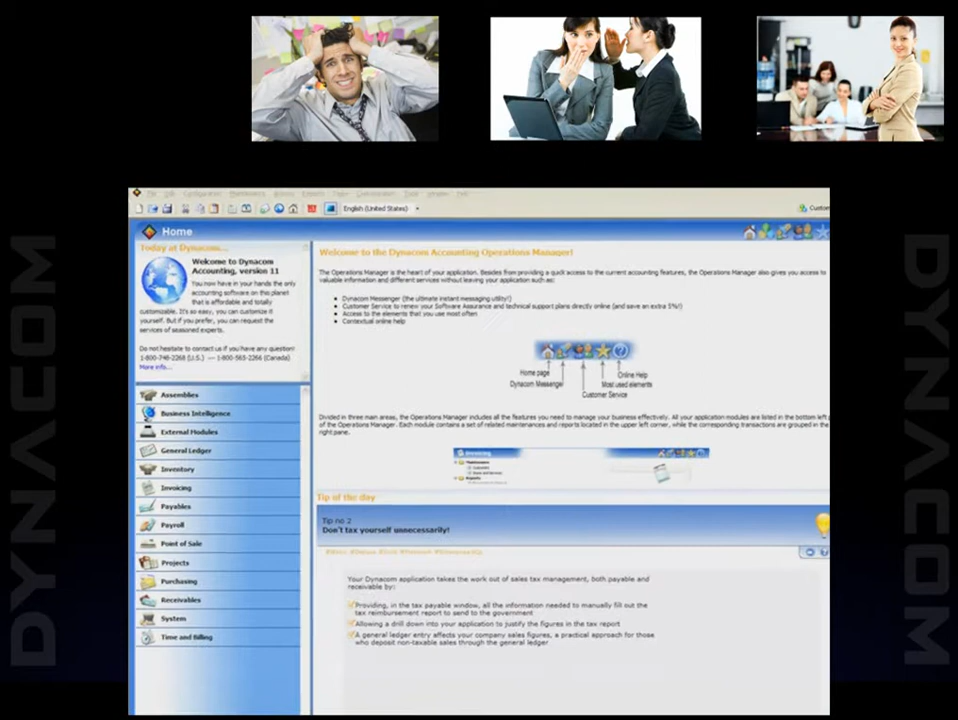 English (United States)
Custom
Home
Today at Dynacom...
Welcome to Dynacom
Accounting, version 11
You now have in your hands the only
accounting software on this planet
that is affordable and totally
customizable. It's so easy, you can customize it
yourself. But if you prefer, you can request the
services of seasoned experts.
Do not hesitate to contact us if you have any question!
1-800-748-2268 (U.S.) --- 1-800-563-2266 (Canada)
More info...
Assemblies
Business Intelligence
External Modules
General Ledger
Inventory
Invoicing
Payables
Payroll
Point of Sale
Projects
Purchasing
Receivables
System
Time and Billing
Welcome to the Dynacom Accounting Operations Manager!
The Operations Manager is the heart of your application. Besides from providing a quick access to the current accounting features, the Operations Manager also gives you access to
information and different services without leaving your application such as:
Dynacom Messenger (the ultimate instant messaging utility!)
Customer Service to renew your Software Assurance and technical support plans directly online (and save an extra 5%!)
Access to the elements that you use most often
Contextual online help
Home page
Online Help
Dynacom Messenger
Most used elements
Customer Service
Divided in three main areas, the Operations Manager includes all the features you need to manage your business effectively. All your application modules are listed in the bottom left
of the Operations Manager. Each module contains a set of related maintenances and reports located in the upper left corner, while the corresponding transactions are grouped in the
right pane.
Invoicing
Tip of the day
Tip no 2
Don't tax yourself unnecessarily!
Your Dynacom application takes the work out of sales tax management, both payable and
receivable by:
Providing, in the tax payable window, all the information needed to manually fill out the
tax reimbursement report to send to the government
Allowing a drill down into your application to justify the figures in the tax report
A general ledger entry affects your company sales figures, a practical approach for those
who deposit non-taxable sales through the general ledger
DYNACOM
DYNACOM